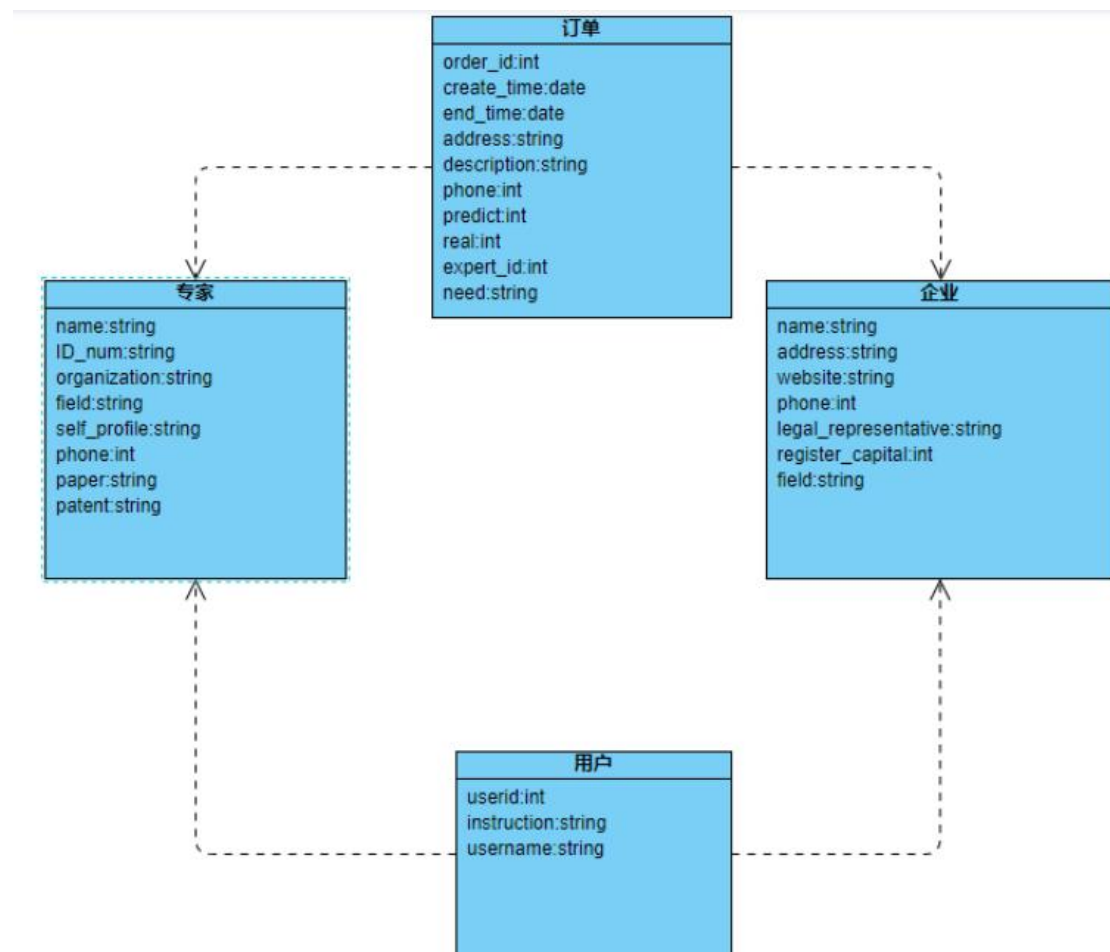 订单
order_id:int
create_time:date
end_time:date
address:string
description:string
phone:int
predict:int
real:int
expert_id:int
need:string
专家
name:string
ID_num:string
organization:string
field:string
self_profile:string
phone:int
paper:string
patent:string
企业
name:string
address:string
website:string
phone:int
legal_representative:string
register_capital:int
field:string
用户
userid:int
instruction:string
username:string